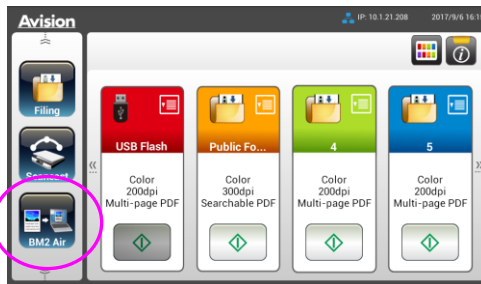 Avision
IP: 10.1.21.208
2017/9/6 16:1
Filing
Scancart
BM2 Air
USB Flash
Color
200dpi
Multi-page PDF
Public Fo...
Color
300dpi
Searchable PDF
4
Color
200dpi
Multi-page PDF
5
Color
200dpi
Multi-page PDF